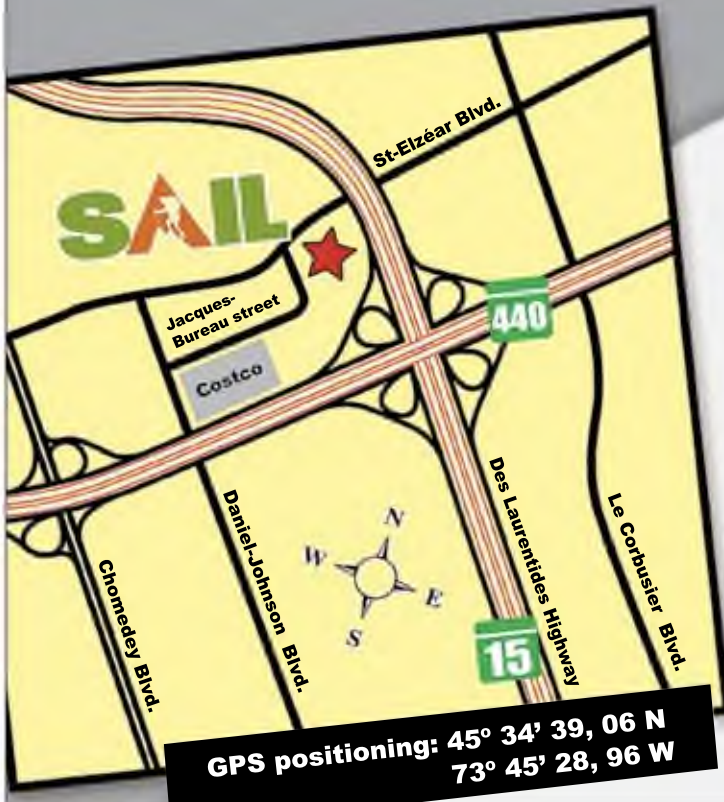 St-Elzéar Blvd.
SAIL
Jacques-
Bureau street
440
Costco
N
W
E
S
Chomedey Blvd.
Daniel-Johnson Blvd.
Des Laurentides Highway
Le Corbusier Blvd.
15
GPS positioning: 45º 34’ 39, 06 N
73º 45’ 28, 96 W